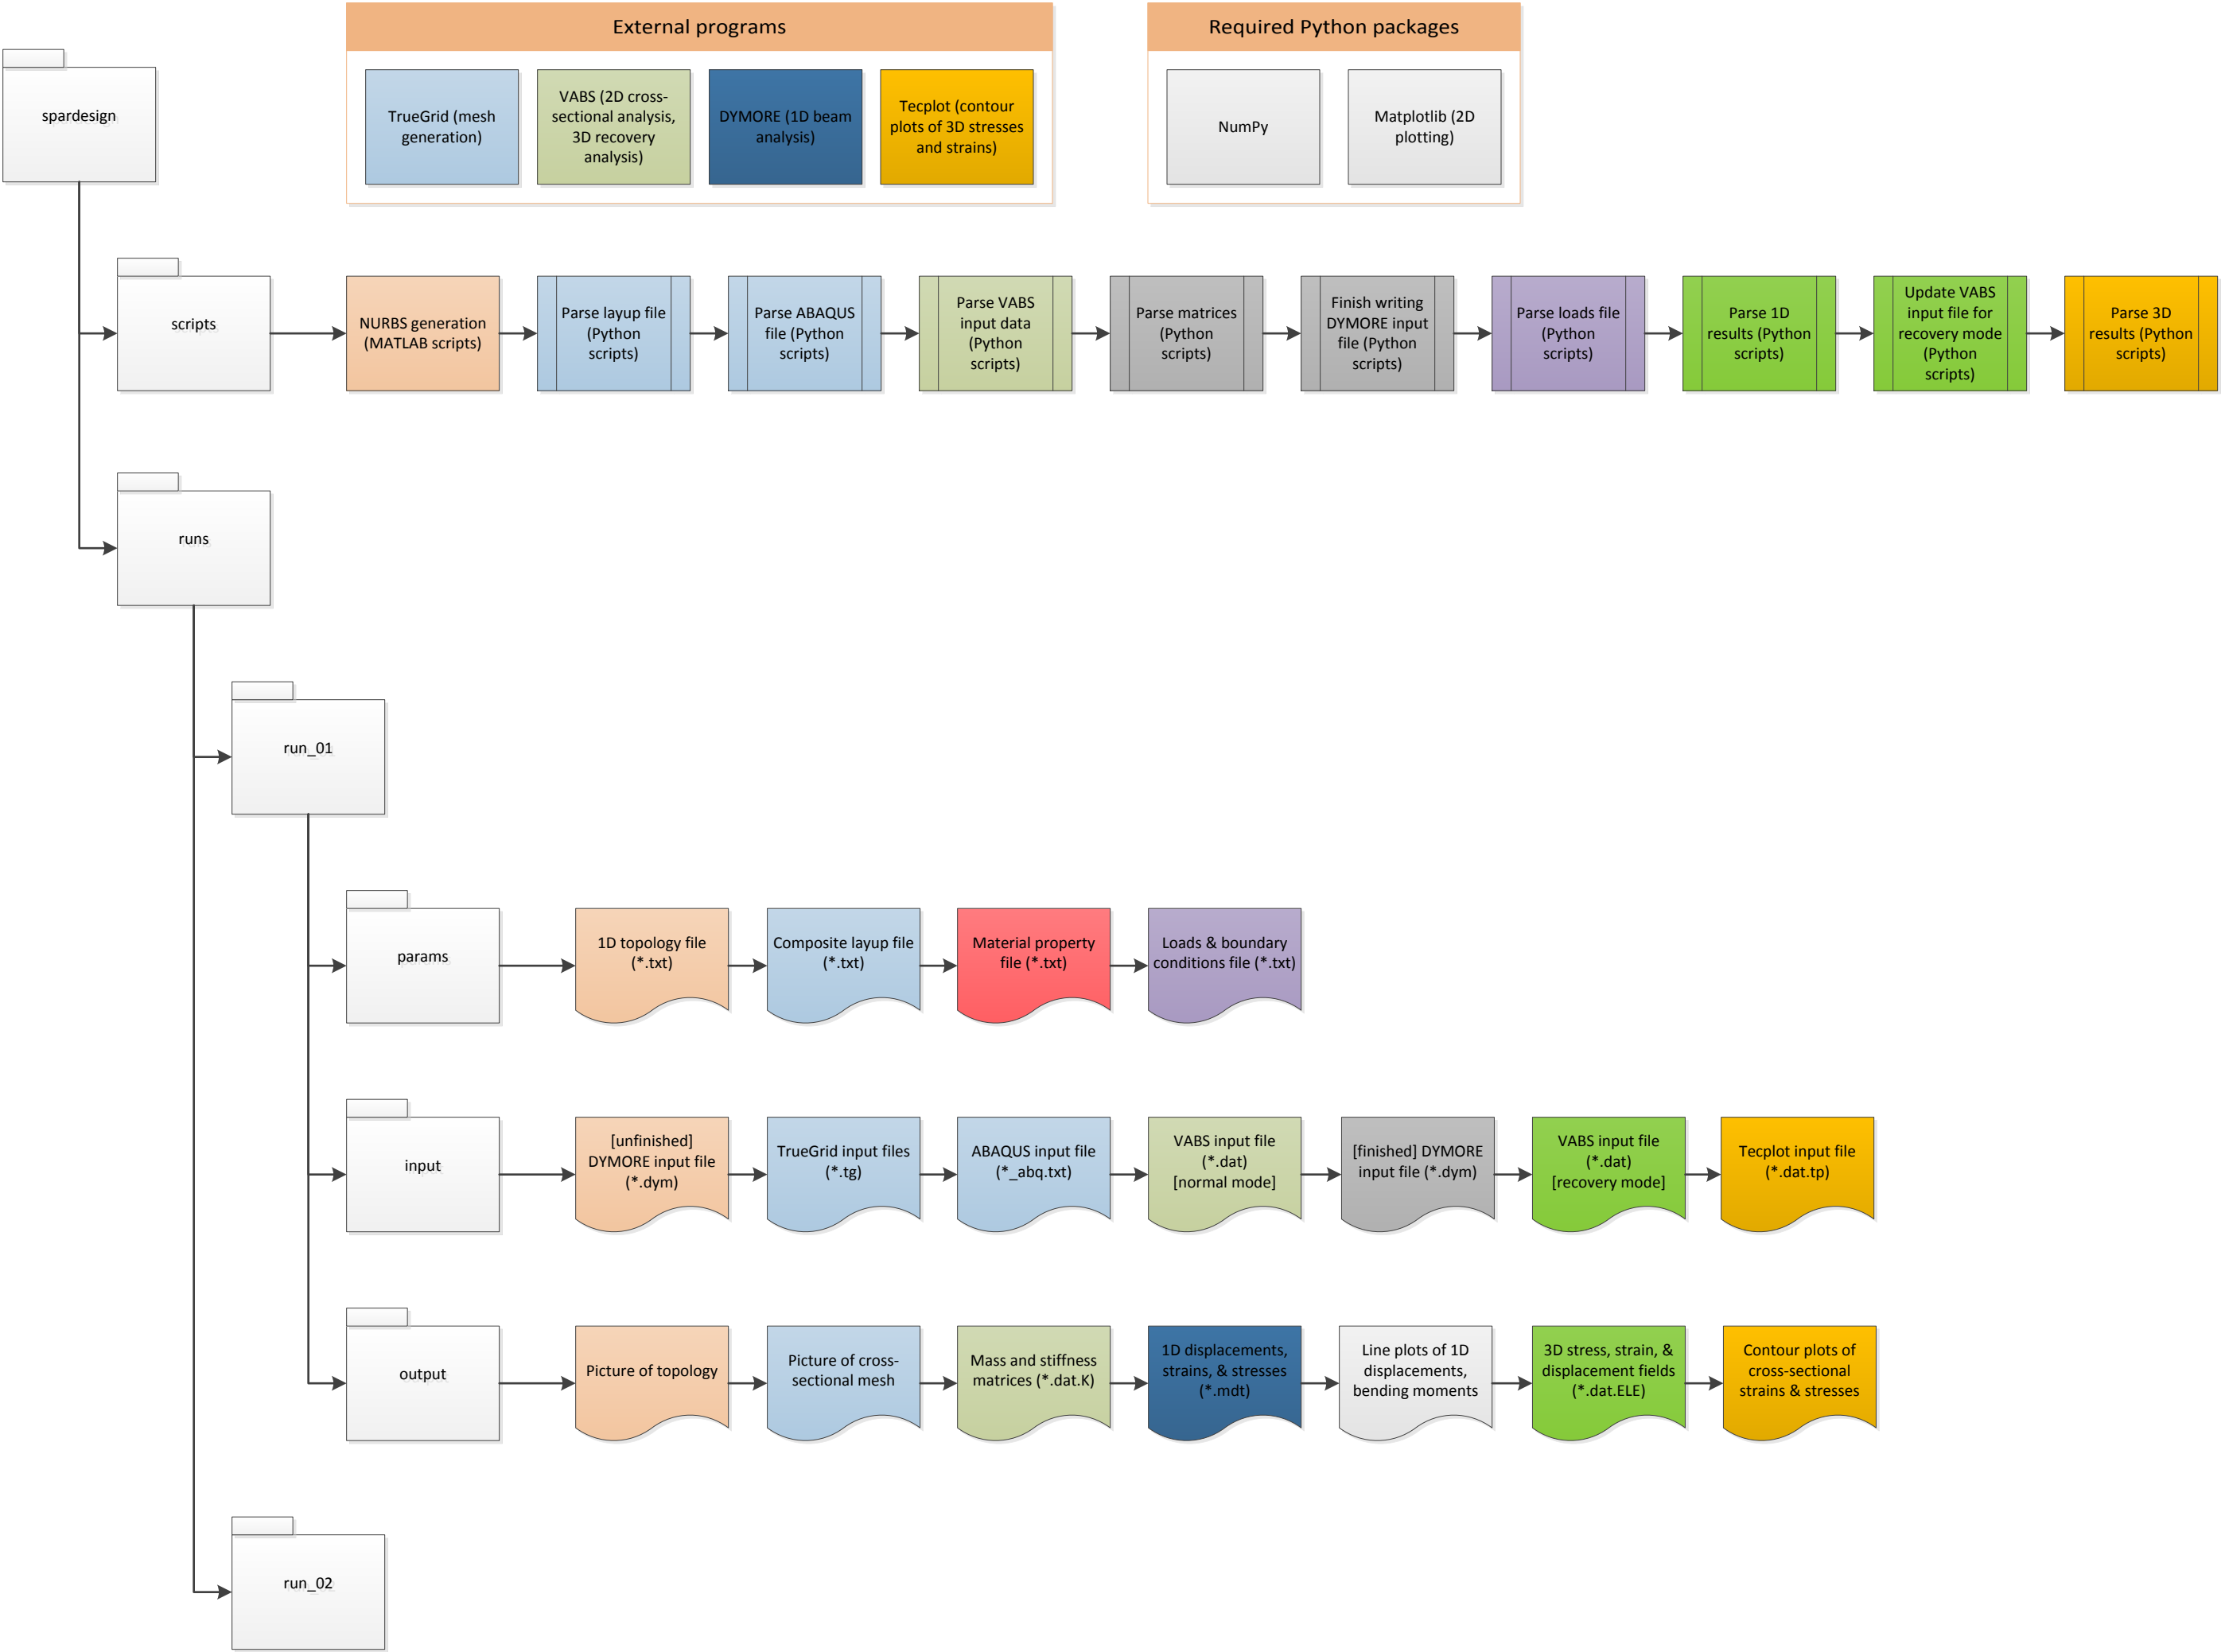 External programs
Required Python packages
spardesign
TrueGrid (mesh
generation)
VABS (2D cross-
sectional analysis,
3D recovery
analysis)
DYMORE (1D beam
analysis)
Tecplot (contour
plots of 3D stresses
and strains)
NumPy
Matplotlib (2D
plotting)
scripts
NURBS generation
(MATLAB scripts)
Parse layup file
(Python
scripts)
Parse ABAQUS
file (Python
scripts)
Parse VABS
input data
(Python
scripts)
Parse matrices
(Python
scripts)
Finish writing
DYMORE input
file (Python
scripts)
Parse loads file
(Python
scripts)
Parse 1D
results (Python
scripts)
Update VABS
input file for
recovery mode
(Python
scripts)
Parse 3D
results (Python
scripts)
runs
run_01
params
1D topology file
(*.txt)
Composite layup file
(*.txt)
Material property
file (*.txt)
Loads & boundary
conditions file (*.txt)
input
[unfinished]
DYMORE input file
(*.dym)
TrueGrid input files
(*.tg)
ABAQUS input file
(*_abq.txt)
VABS input file
(*.dat)
[normal mode]
[finished] DYMORE
input file (*.dym)
VABS input file
(*.dat)
[recovery mode]
Tecplot input file
(*.dat.tp)
output
Picture of topology
Picture of cross-
sectional mesh
Mass and stiffness
matrices (*.dat.K)
1D displacements,
strains, & stresses
(*.mdt)
Line plots of 1D
displacements,
bending moments
3D stress, strain, &
displacement fields
(*.dat.ELE)
Contour plots of
cross-sectional
strains & stresses
run_02